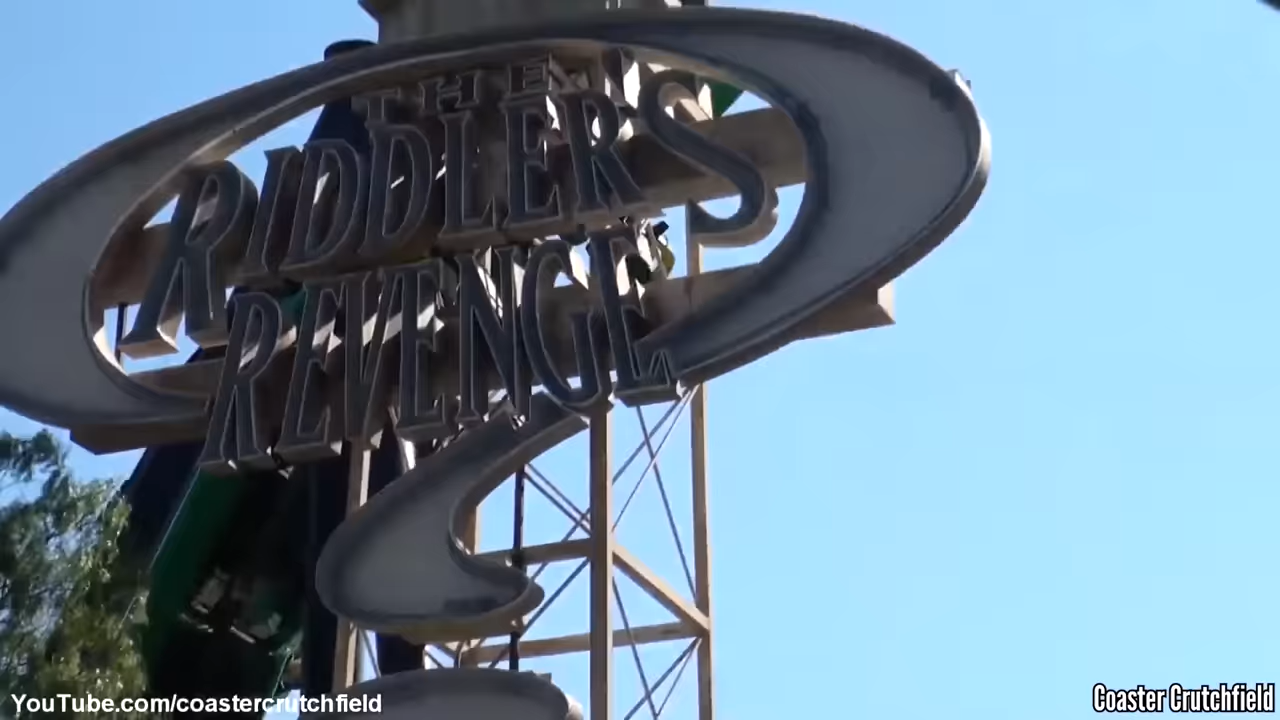 THE
RIDDLER'S
REVENGE
YouTube.com/coastercrutchfield
Coaster Crutchfield